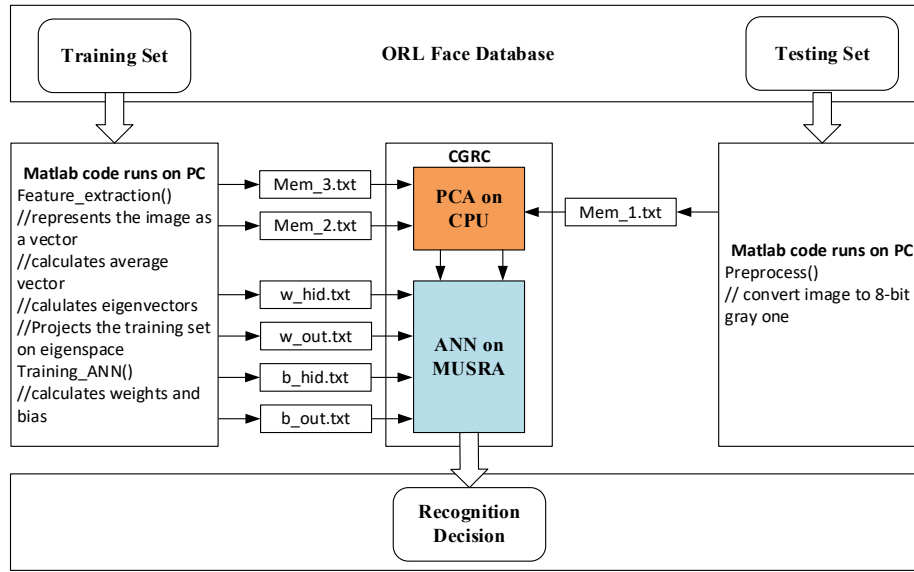 Training Set
ORL Face Database
Testing Set
Matlab code runs on PC
Feature_extraction()
//represents the image as
a vector
//calculates average
vector
//calulates eigenvectors
//Projects the training set
on eigenspace
Training_ANN()
//calculates weights and
bias
Mem_3.txt
Mem_2.txt
w_hid.txt
w_out.txt
b_hid.txt
b_out.txt
CGRC
PCA on
CPU
ANN on
MUSRA
Mem_1.txt
Matlab code runs on PC
Preprocess()
// convert image to 8-bit
gray one
Recognition
Decision